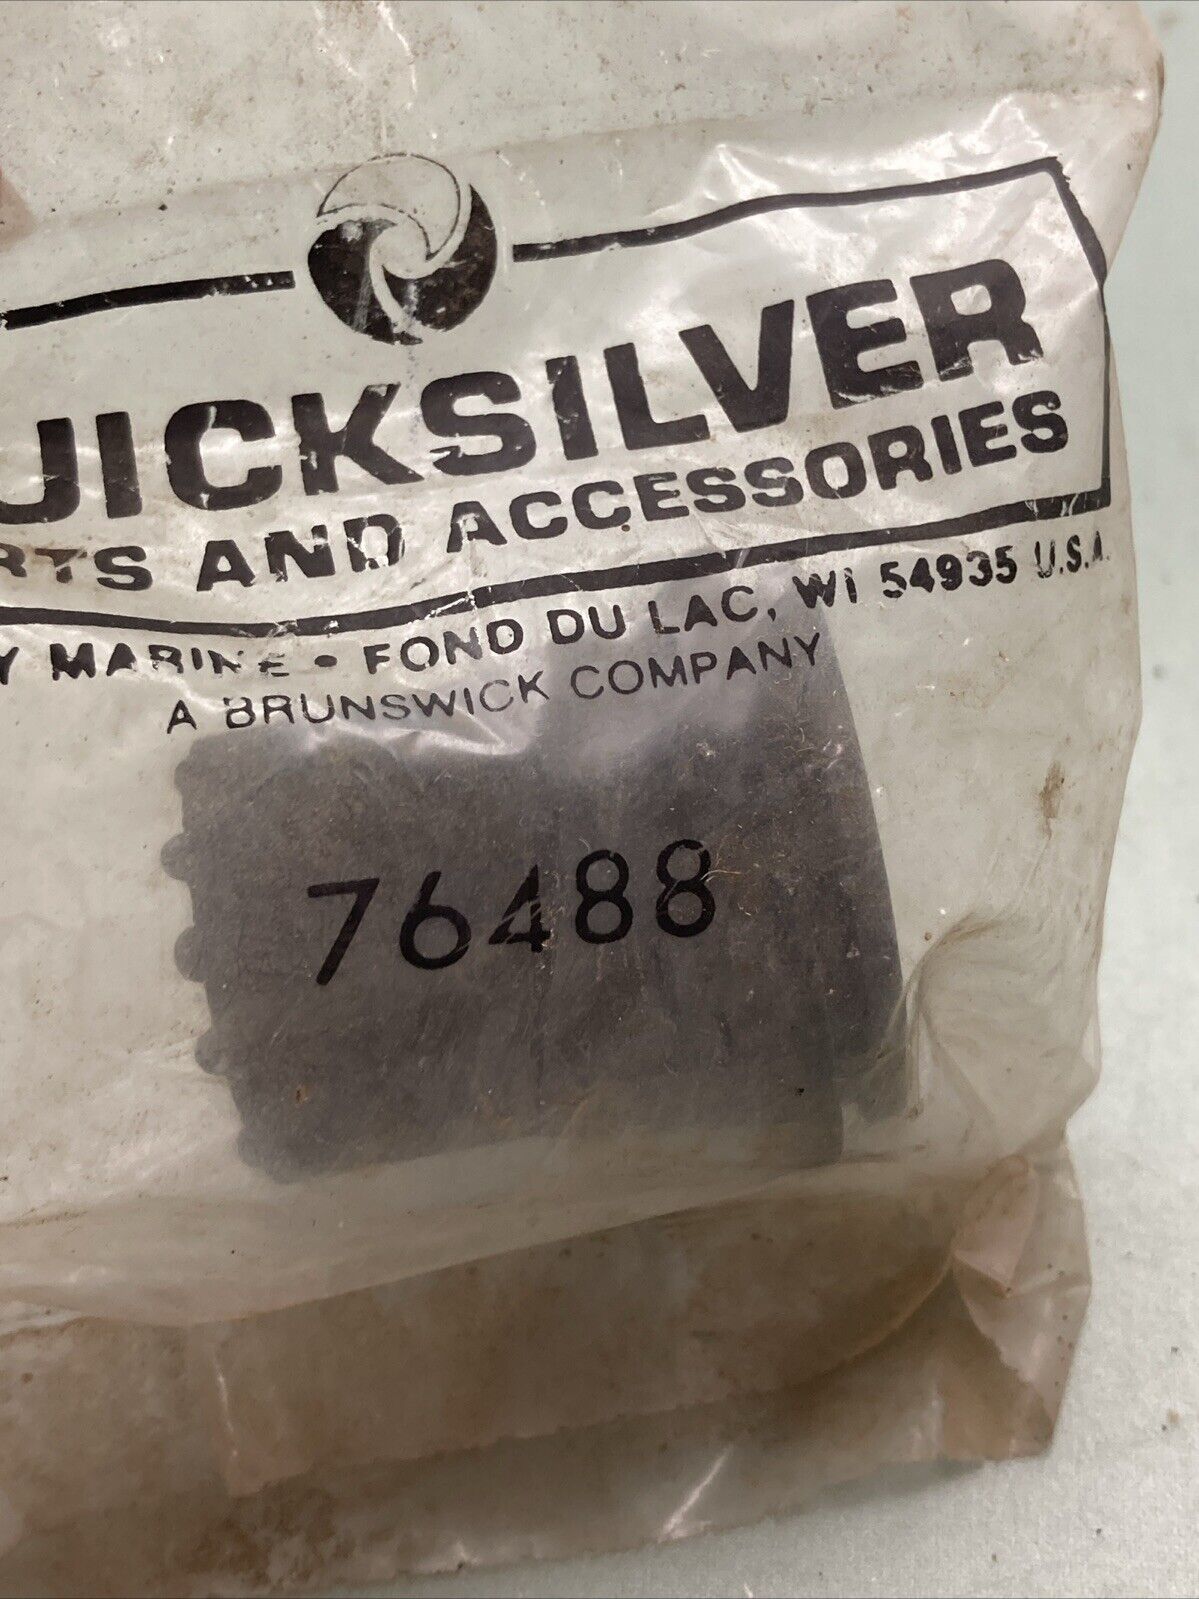 UICKSILVER
RTS AND ACCESSORIES
Y MARINE • FOND DU LAC, WI 54935 U.S.A.
A BRUNSWICK COMPANY
76488